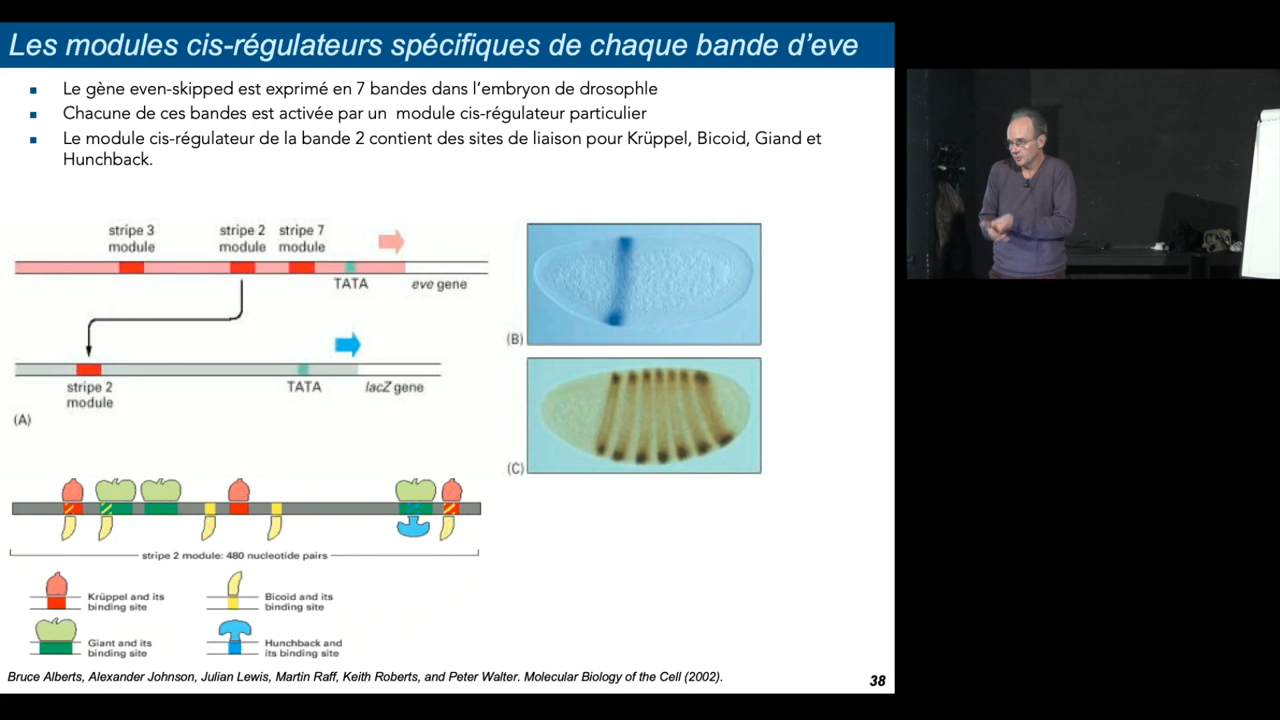 Les modules cis-régulateurs spécifiques de chaque bande d'eve
Le gène even-skipped est exprimé en 7 bandes dans l'embryon de drosophle
Chacune de ces bandes est activée par un module cis-régulateur particulier
Le module cis-régulateur de la bande 2 contient des sites de liaison pour Krüppel, Bicoid, Giand et
Hunchback.
stripe 3
module
stripe 2
module
stripe 7
module
TATA
eve gene
stripe 2
module
TATA
lacZ gene
(A)
(B)
(C)
stripe 2 module: 480 nucleotide pairs
Krüppel and its
binding site
Bicoid and its
binding site
Giant and its
binding site
Hunchback and
its binding site
Bruce Alberts, Alexander Johnson, Julian Lewis, Martin Raff, Keith Roberts, and Peter Walter. Molecular Biology of the Cell (2002).
38